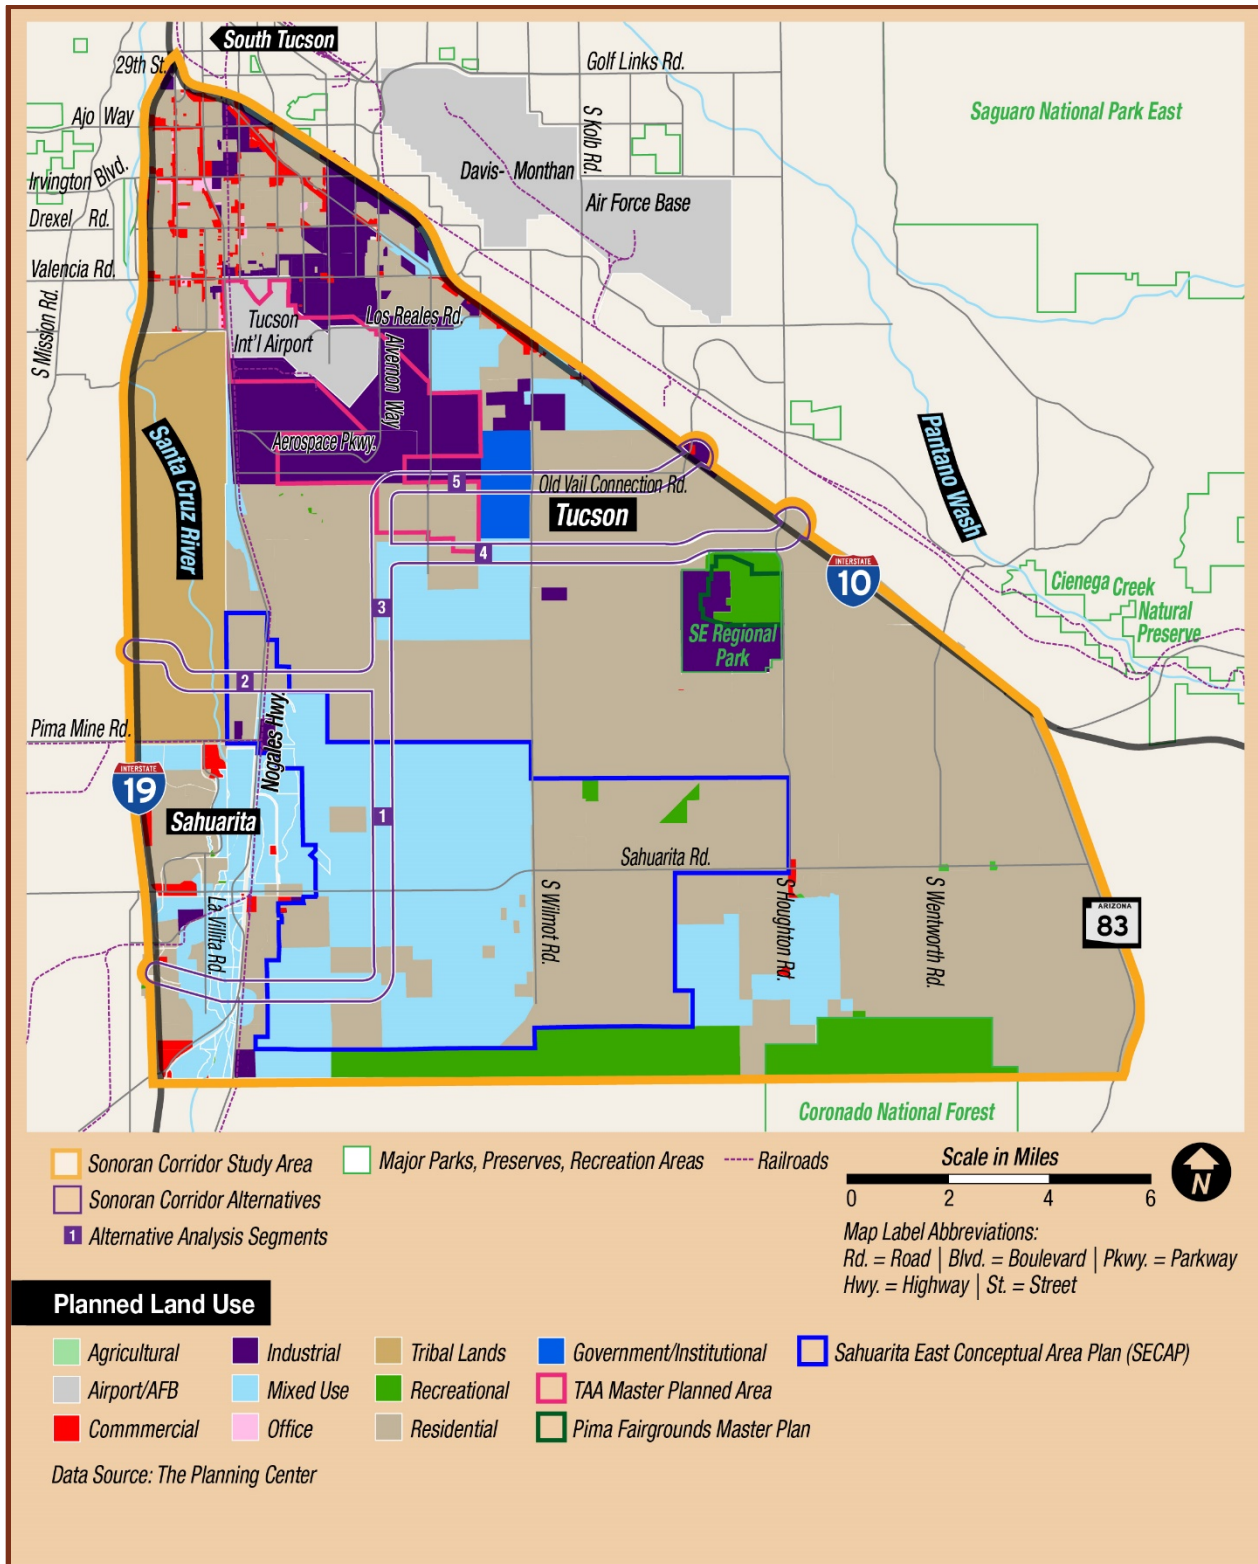 South Tucson
29th St.
Golf Links Rd.
Ajo Way
S Kolb Rd.
Saguaro National Park East
Irvington Blvd.
Davis- Monthan
Air Force Base
Drexel Rd.
Valencia Rd.
S Mission Rd.
Tucson
Int'l Airport
Los Reales Rd.
Alvernon Way
Santa Cruz River
Aerospace Pkwy.
Pantano Wash
5
Old Vail Connection Rd.
Tucson
4
INTERSTATE
10
Cienega Creek
Natural
Preserve
3
SE Regional
Park
2
Nogales Hwy.
Pima Mine Rd.
INTERSTATE
19
Sahuarita
1
Sahuarita Rd.
La Villita Rd.
S Wilmot Rd.
S Houghton Rd.
S Wentworth Rd.
ARIZONA
83
Coronado National Forest
Sonoran Corridor Study Area
Major Parks, Preserves, Recreation Areas
Railroads
Scale in Miles
0 2 4 6
N
Sonoran Corridor Alternatives
1 Alternative Analysis Segments
Map Label Abbreviations:
Rd. = Road | Blvd. = Boulevard | Pkwy. = Parkway
Hwy. = Highway | St. = Street
Planned Land Use
Agricultural
Industrial
Tribal Lands
Government/Institutional
Sahuarita East Conceptual Area Plan (SECAP)
Airport/AFB
Mixed Use
Recreational
TAA Master Planned Area
Commmercial
Office
Residential
Pima Fairgrounds Master Plan
Data Source: The Planning Center